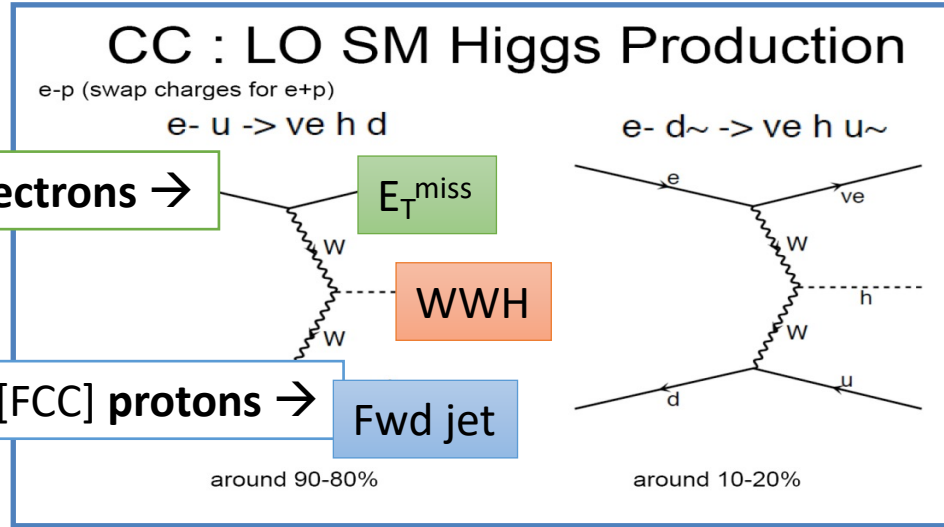 CC : LO SM Higgs Production
e-p (swap charges for e+p)
e- u -> ve h d
e- d~ -> ve h u~
ectrons →
E_T^miss
W
WWH
W
[FCC] protons →
Fwd jet
around 90-80%
e
ve
W
h
W
d
u
around 10-20%